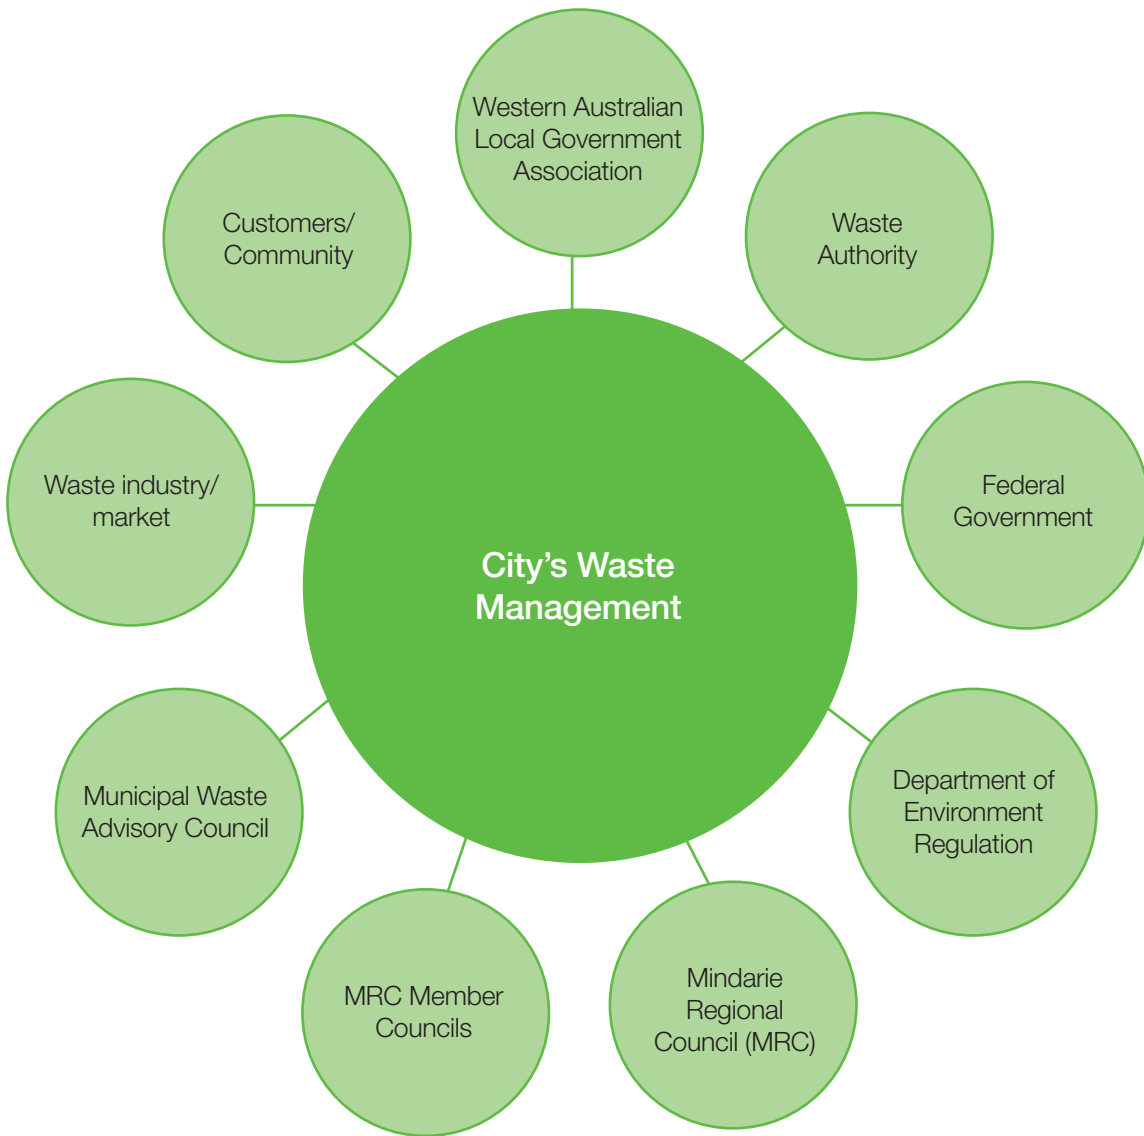 Western Australian
Local Government
Association
Waste
Authority
Federal
Government
Department of
Environment
Regulation
Mindarie
Regional
Council (MRC)
MRC Member
Councils
Municipal Waste
Advisory Council
Waste industry/
market
Customers/
Community
City’s Waste
Management